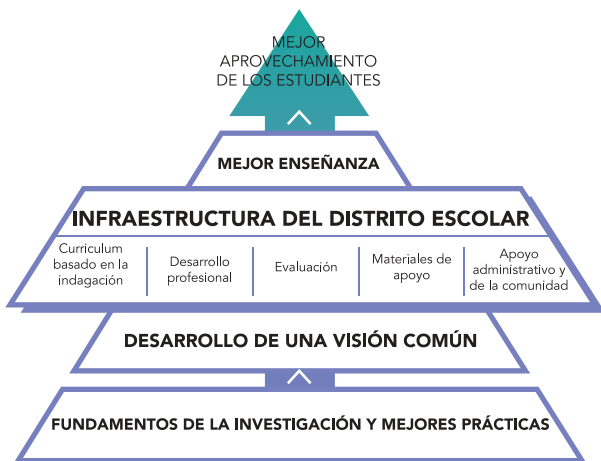 MEJOR
APROVECHAMIENTO
DE LOS ESTUDIANTES
MEJOR ENSEÑANZA
INFRAESTRUCTURA DEL DISTRITO ESCOLAR
Curriculum
basado en la
indagación
Desarrollo
profesional
Evaluación
Materiales de
apoyo
Apoyo
administrativo y
de la comunidad
DESARROLLO DE UNA VISIÓN COMÚN
FUNDAMENTOS DE LA INVESTIGACIÓN Y MEJORES PRÁCTICAS